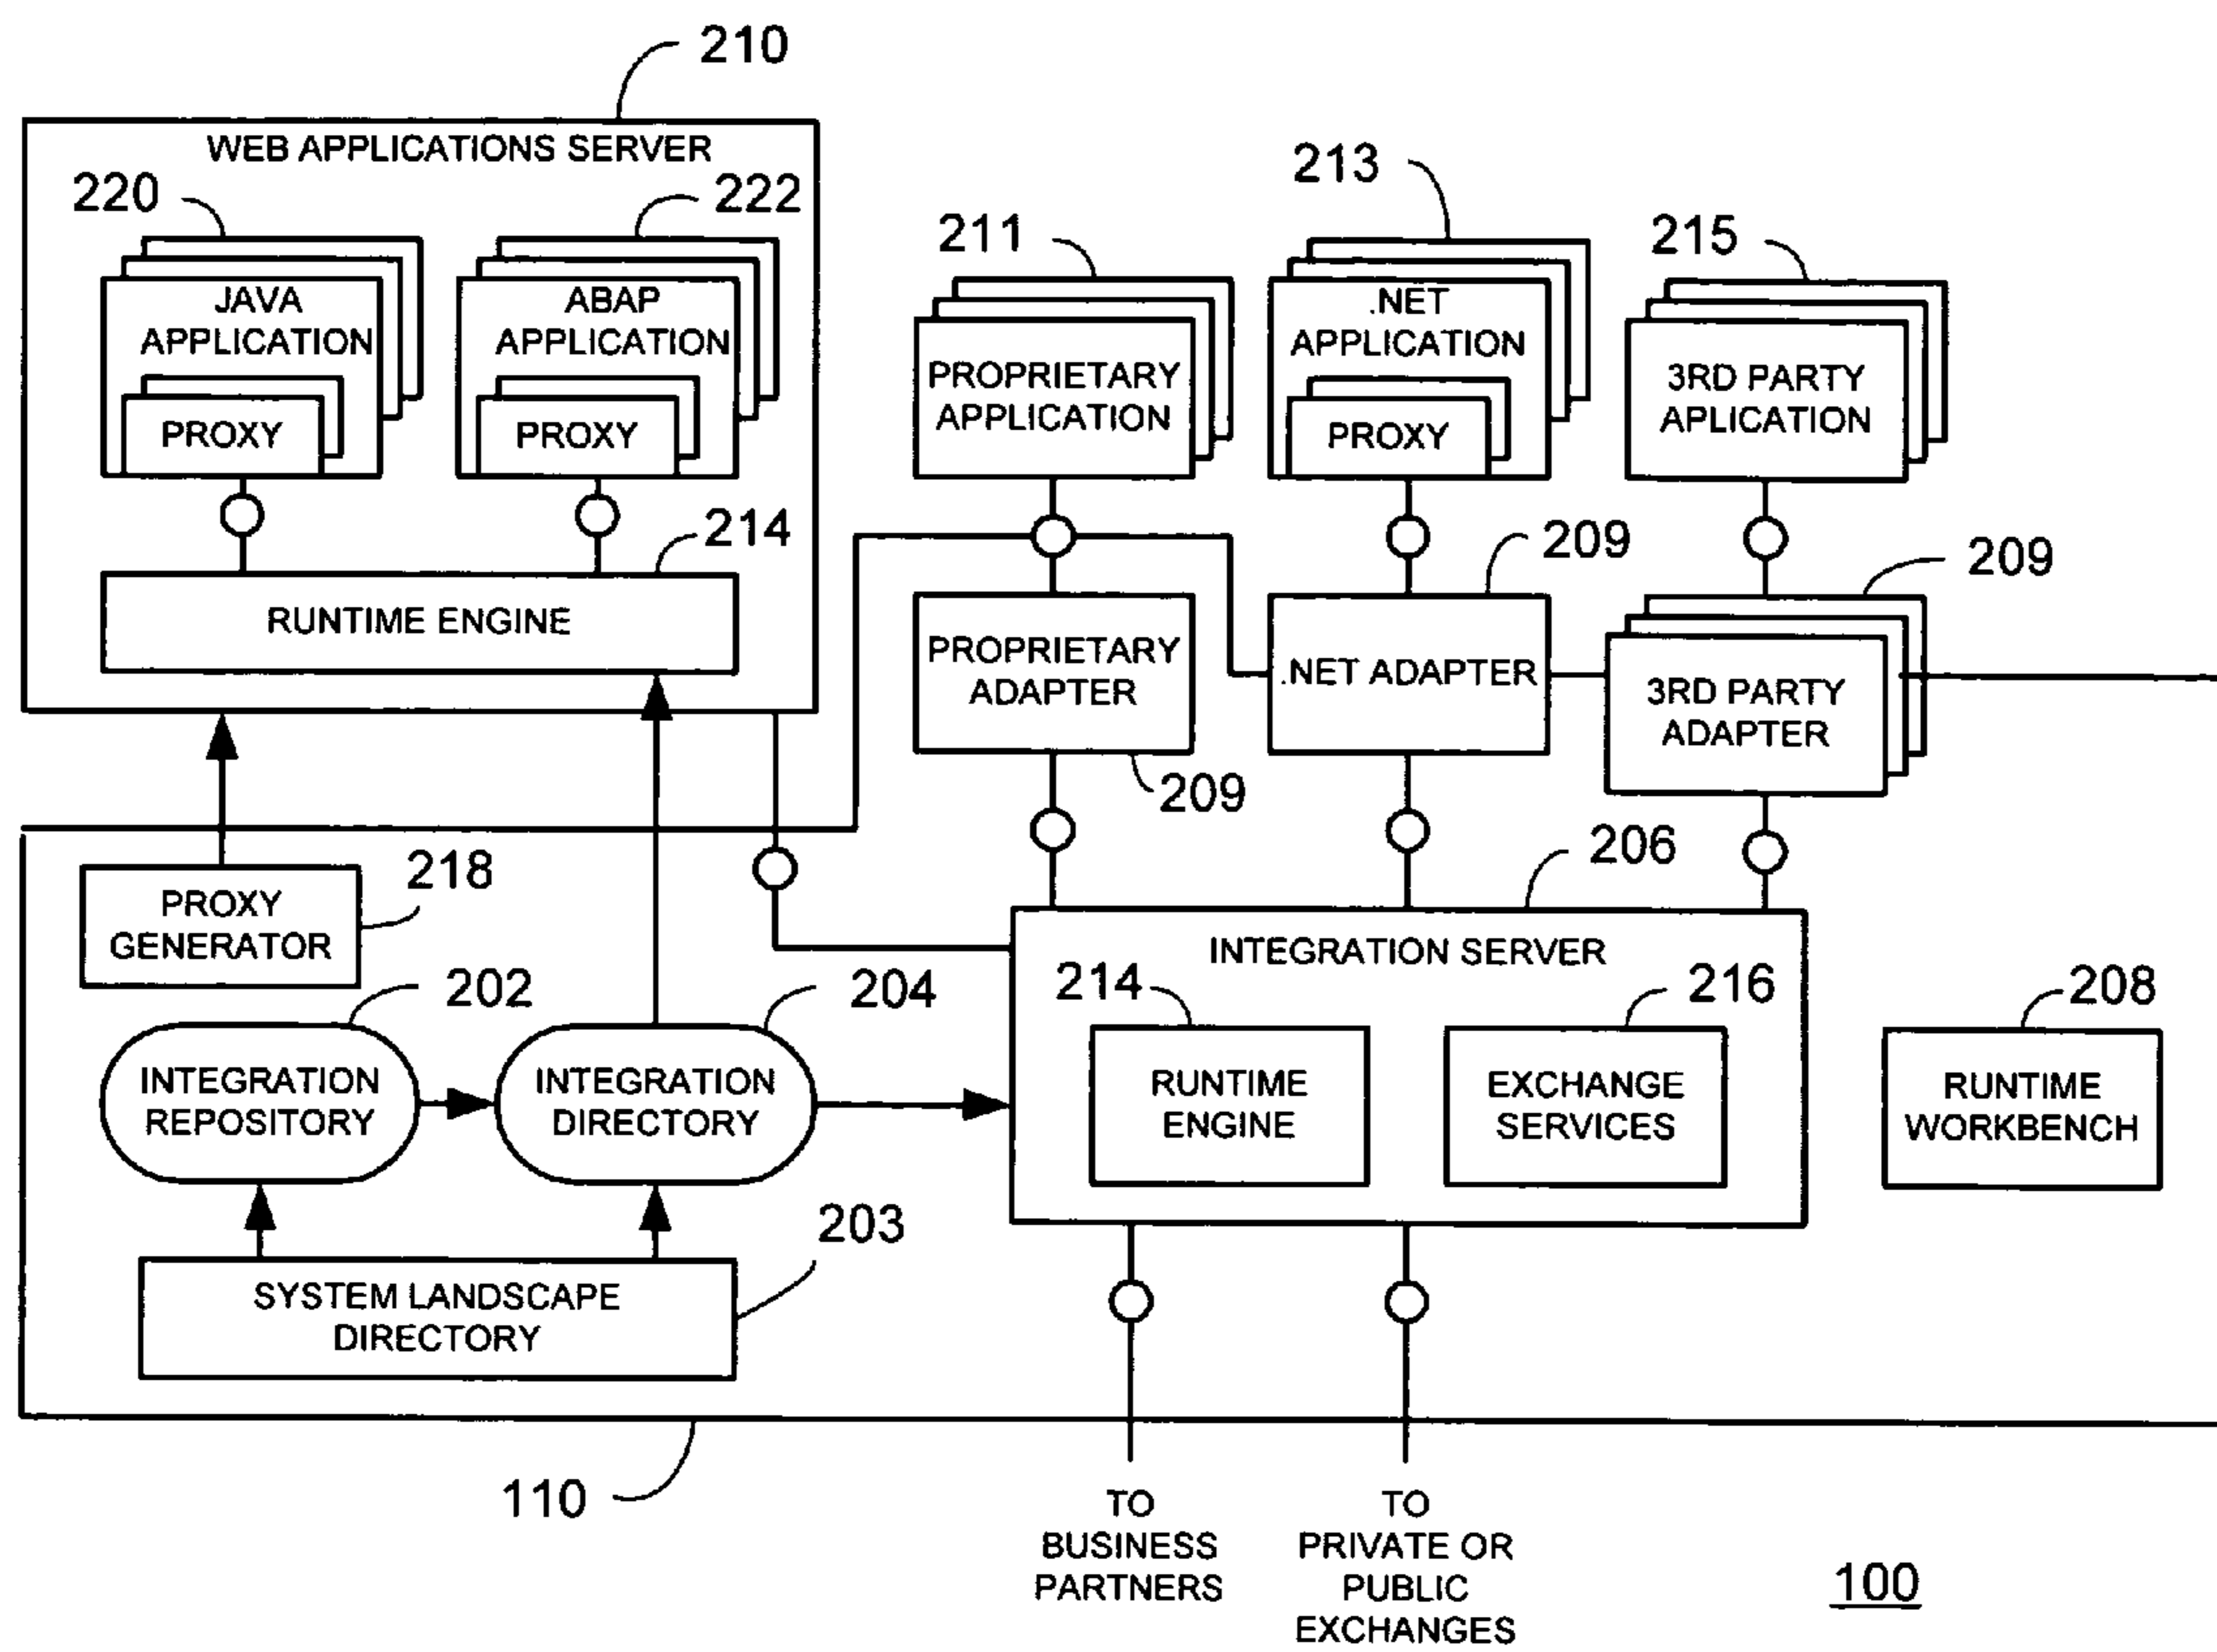 210
WEB APPLICATIONS SERVER
220
222
JAVA
APPLICATION
PROXY
ABAP
APPLICATION
PROXY
214
RUNTIME ENGINE
211
PROPRIETARY
APPLICATION
213
.NET
APPLICATION
PROXY
215
3RD PARTY
APLICATION
PROPRIETARY
ADAPTER
209
209
.NET ADAPTER
209
3RD PARTY
ADAPTER
218
PROXY
GENERATOR
202
INTEGRATION
REPOSITORY
204
INTEGRATION
DIRECTORY
203
SYSTEM LANDSCAPE
DIRECTORY
206
INTEGRATION SERVER
214
RUNTIME
ENGINE
216
EXCHANGE
SERVICES
208
RUNTIME
WORKBENCH
110
TO
BUSINESS
PARTNERS
TO
PRIVATE OR
PUBLIC
EXCHANGES
100